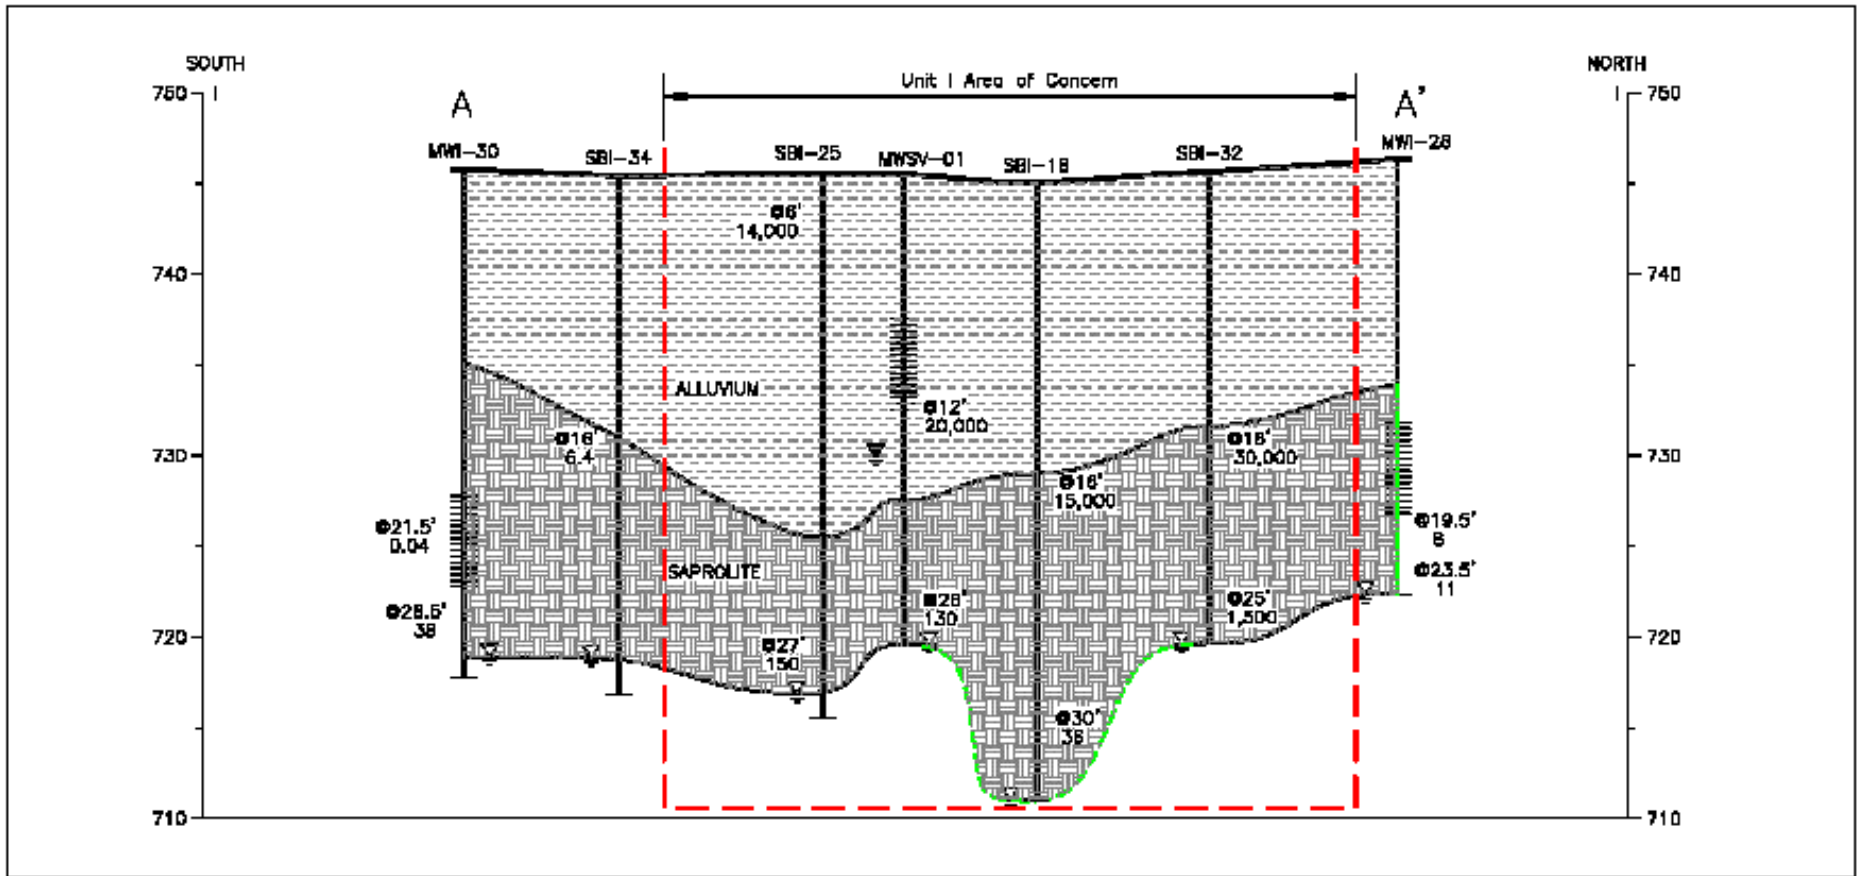 SOUTH
NORTH
Unit I Area of Concern
750
750
A
A'
MWI-30
SBI-34
SBI-25
MWSV-01
SBI-18
SBI-32
MWI-28
@6'
14,000
740
740
ALLUVIUM
@12'
20,000
@16'
6.4
@18'
30,000
730
730
@16'
15,000
@21.5'
0.04
@19.5'
8
SAPROLITE
@23.5'
11
@28.5'
38
@26'
130
@25'
1,500
720
720
@27'
150
@30'
38
710
710